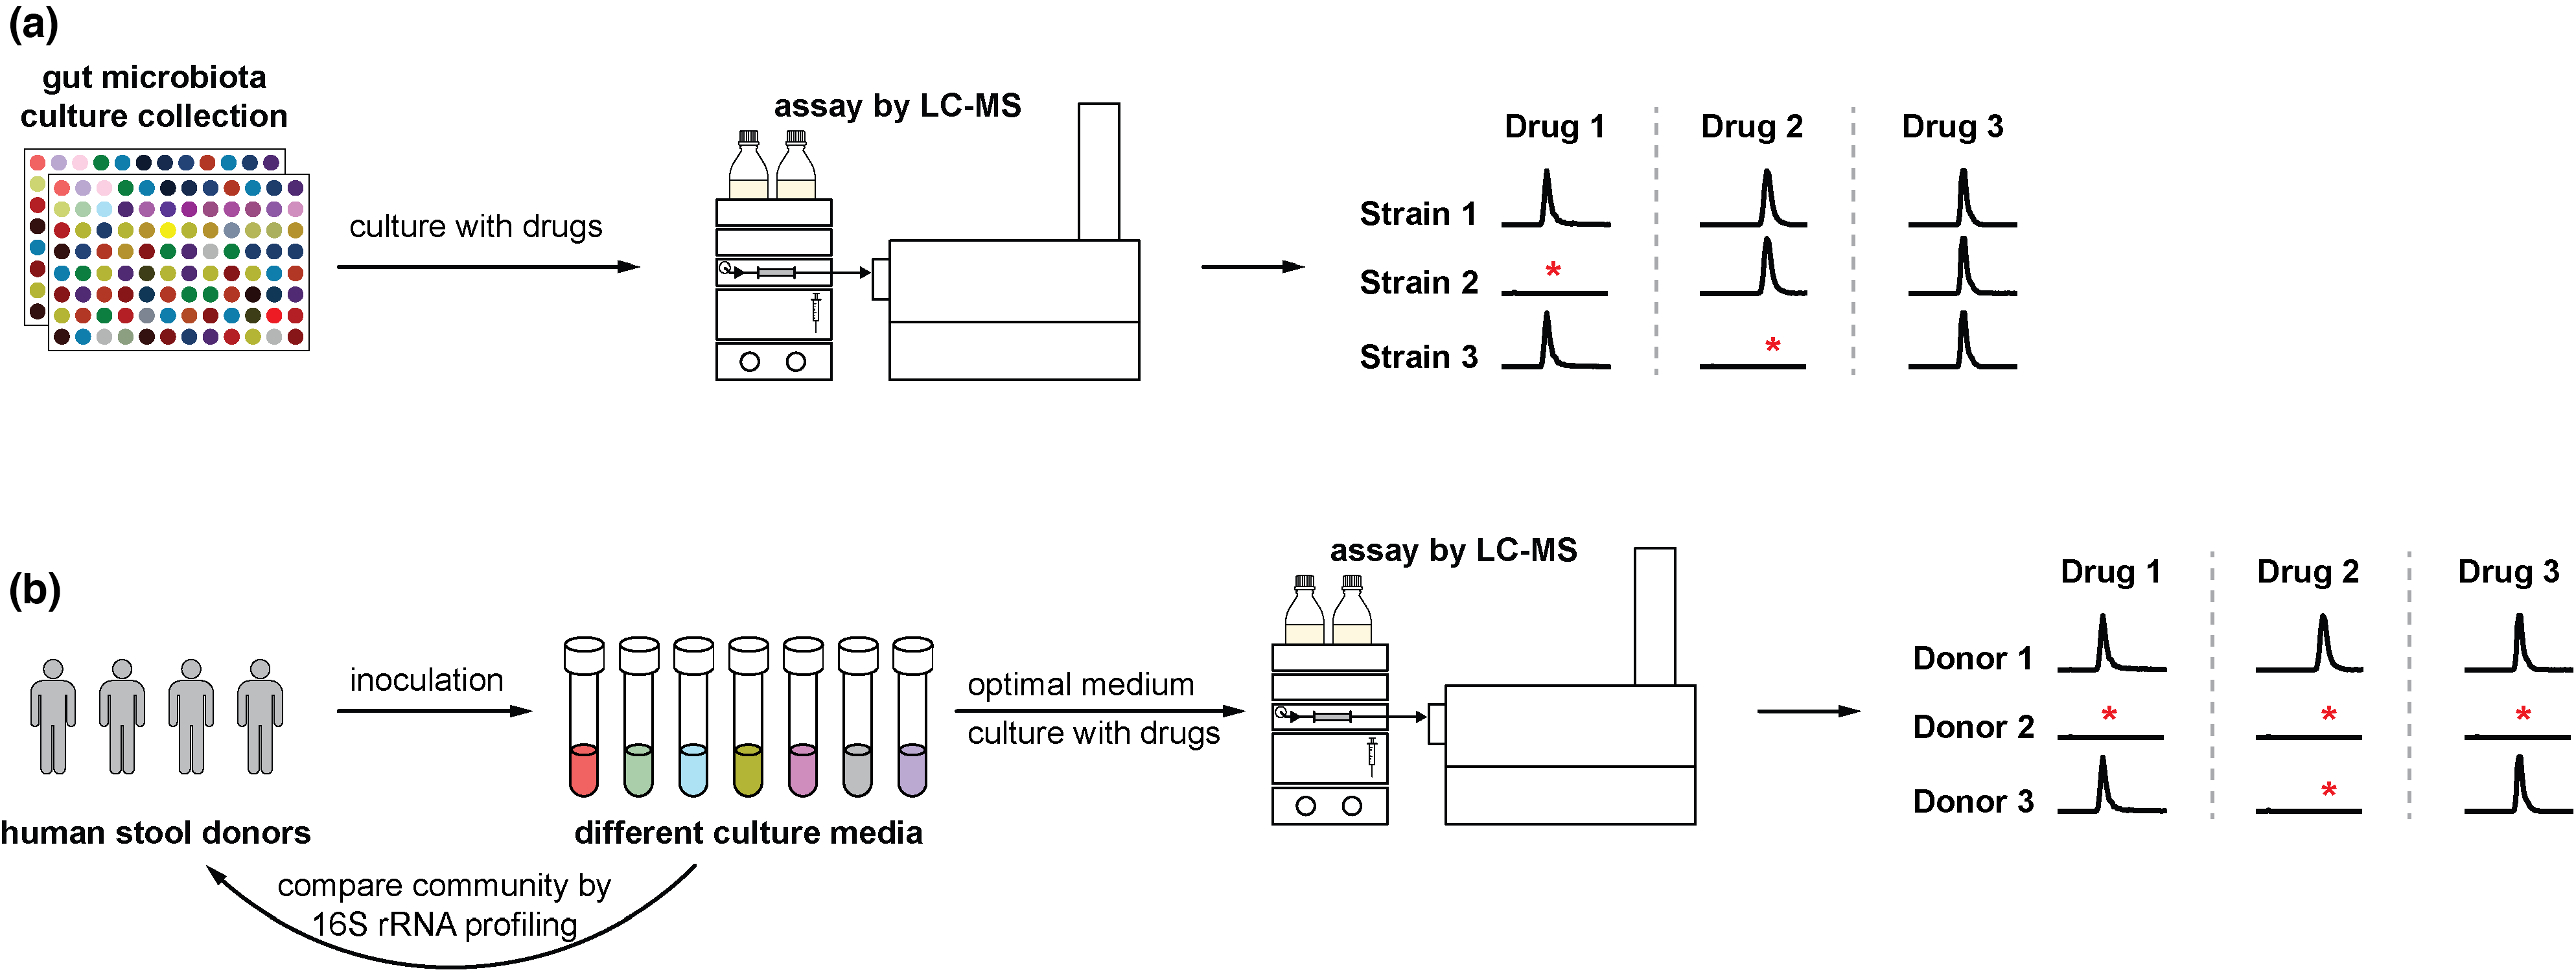 (a)
gut microbiota
culture collection
culture with drugs
assay by LC-MS
Drug 1 Drug 2 Drug 3
Strain 1
Strain 2 *
Strain 3 *
(b)
human stool donors
inoculation
different culture media
compare community by
16S rRNA profiling
optimal medium
culture with drugs
assay by LC-MS
Drug 1 Drug 2 Drug 3
Donor 1
Donor 2 * * *
Donor 3 *